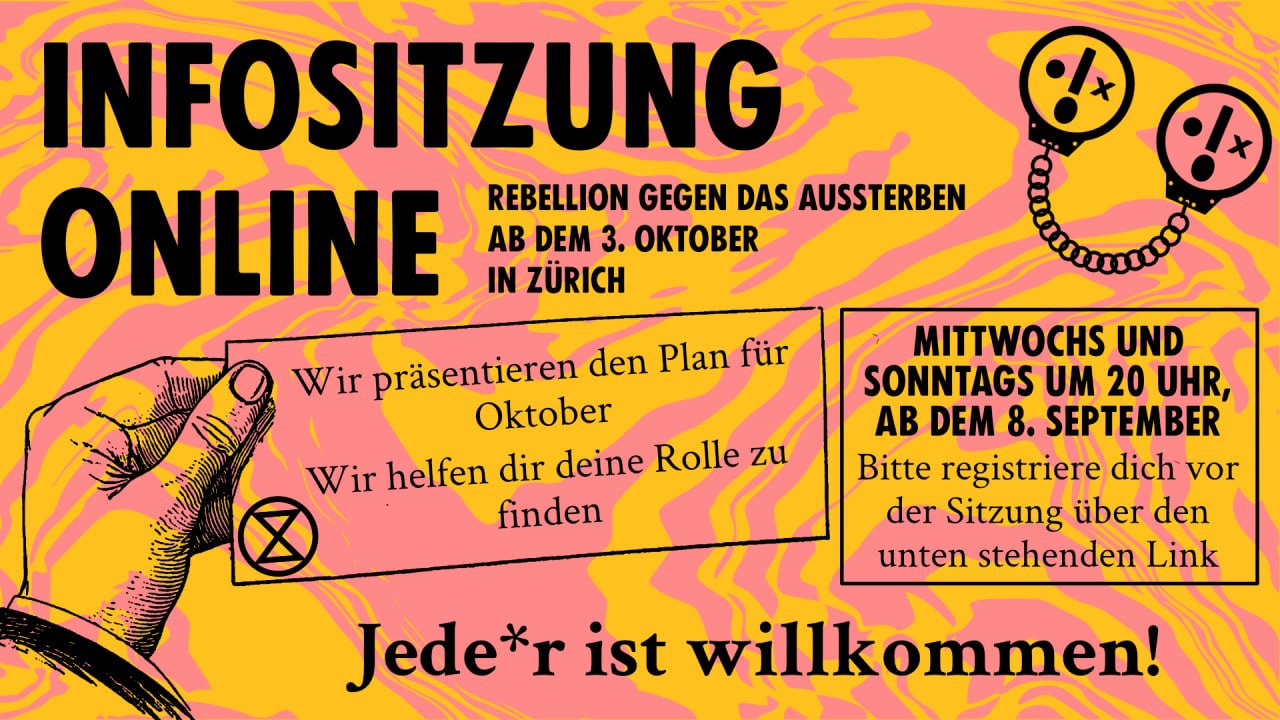 INFOSITZUNG
ONLINE
REBELLION GEGEN DAS AUSSTERBEN
AB DEM 3. OKTOBER
IN ZÜRICH
Wir präsentieren den Plan für
Oktober
Wir helfen dir deine Rolle zu
finden
MITTWOCHS UND
SONNTAGS UM 20 UHR,
AB DEM 8. SEPTEMBER
Bitte registriere dich vor
der Sitzung über den
unten stehenden Link
Jede*r ist willkommen!